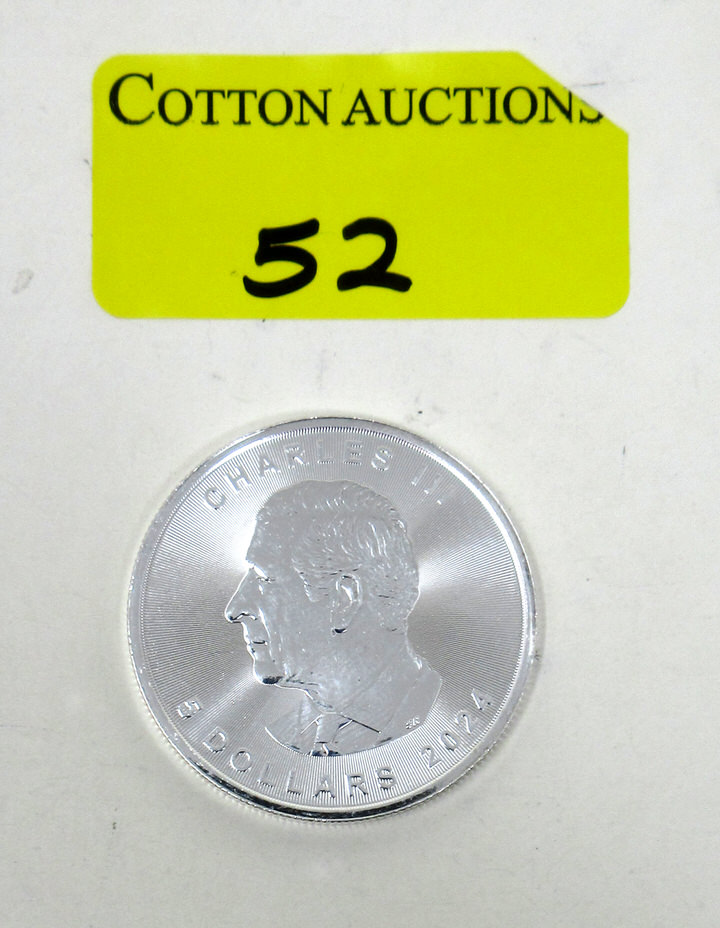 COTTON AUCTIONS
52
CHARLES III
5 DOLLARS 2024